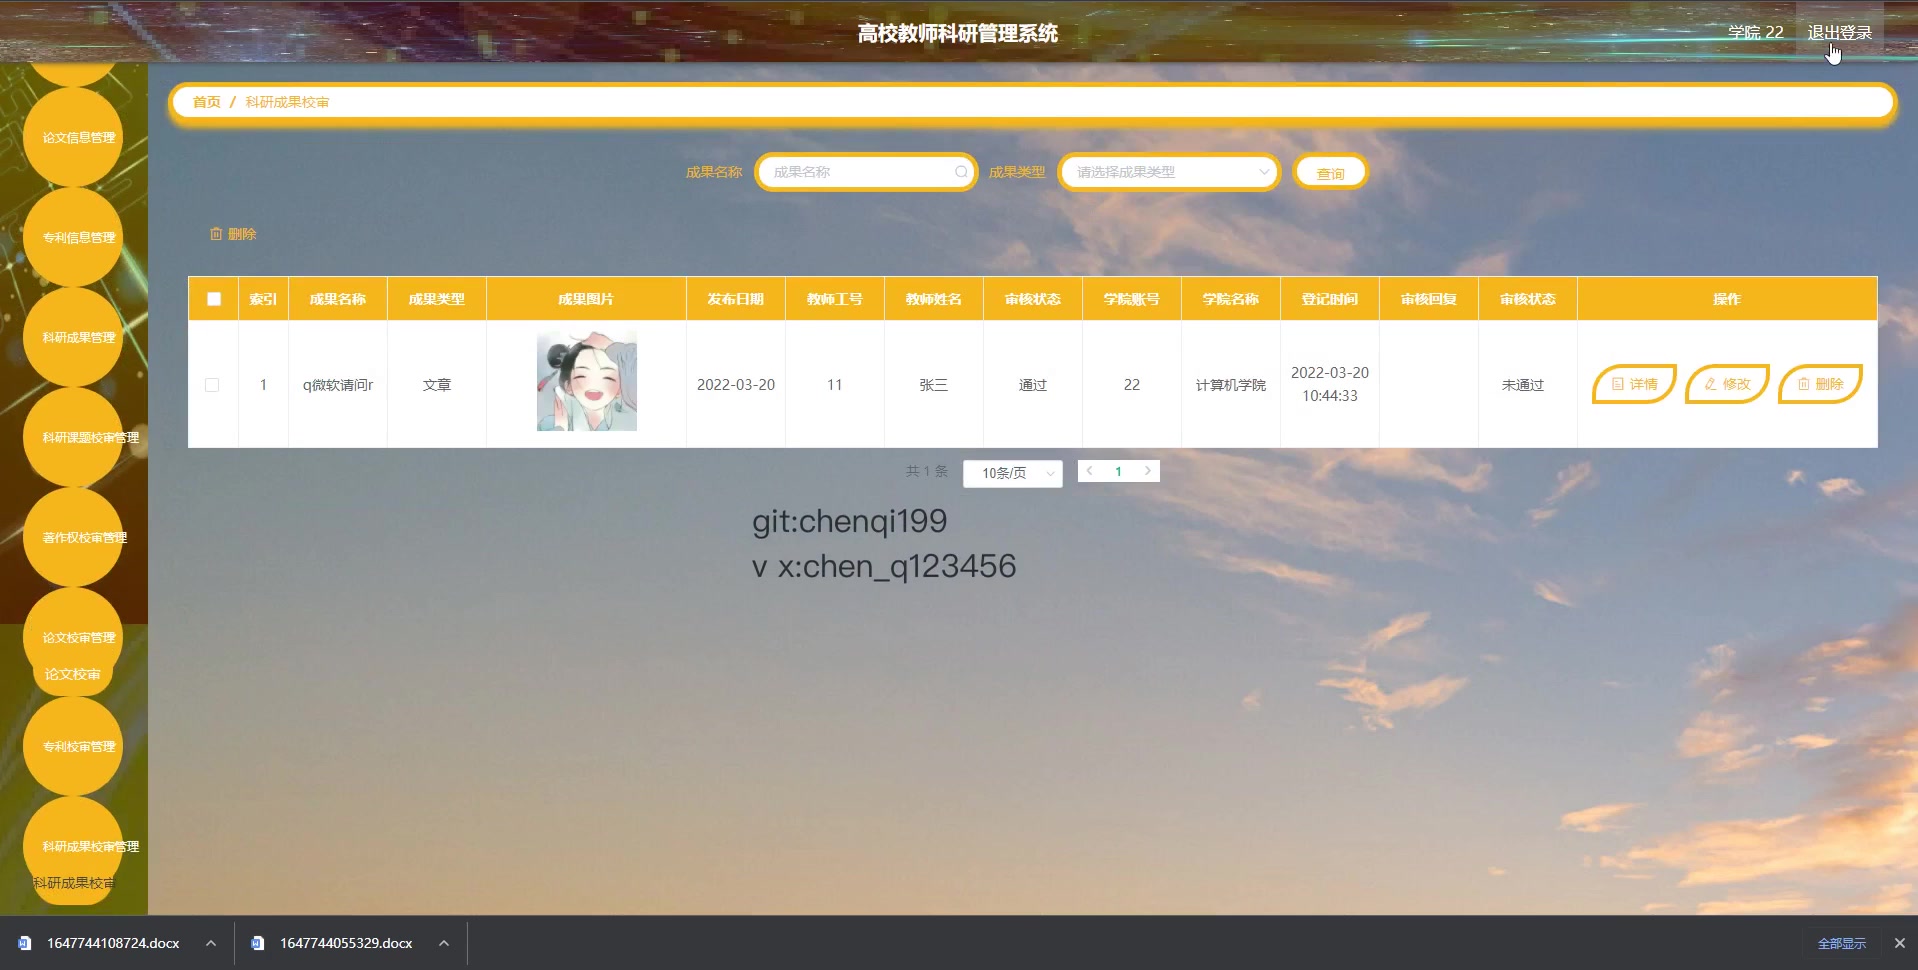 高校教师科研管理系统
学院 22
退出登录
首页 / 科研成果校审
论文信息管理
专利信息管理
科研成果管理
科研课题校审管理
著作权校审管理
论文校审管理
论文校审
专利校审管理
科研成果校审管理
科研成果校审
成果名称 成果名称 成果类型 请选择成果类型 查询
删除
索引 成果名称 成果类型 成果图片 发布日期 教师工号 教师姓名 审核状态 学院账号 学院名称 登记时间 审核回复 审核状态 操作
1 q微软请问r 文章 2022-03-20 11 张三 通过 22 计算机学院 2022-03-20 10:44:33 未通过 详情 修改 删除
共 1 条 10条/页 1
git:chenqi199
v x:chen_q123456
1647744108724.docx 1647744055329.docx 全部显示